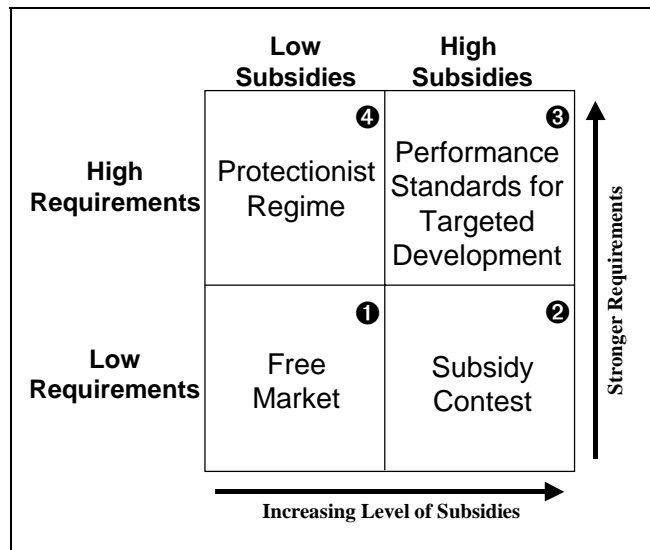 Low
Subsidies
High
Subsidies
High
Requirements
❹
Protectionist
Regime
❸
Performance
Standards for
Targeted
Development
Low
Requirements
❶
Free
Market
❷
Subsidy
Contest
Stronger Requirements
Increasing Level of Subsidies